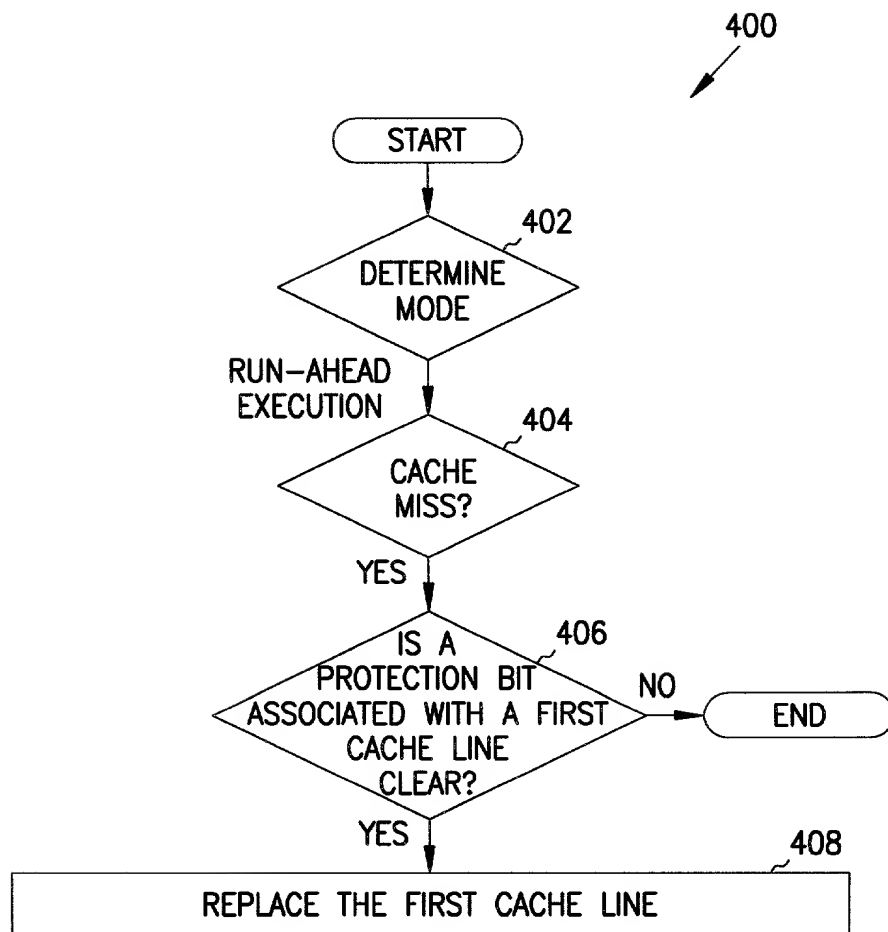 400
START
402
DETERMINE
MODE
RUN-AHEAD
EXECUTION
404
CACHE
MISS?
YES
406
IS A
PROTECTION BIT
ASSOCIATED WITH A FIRST
CACHE LINE
CLEAR?
NO
END
YES
408
REPLACE THE FIRST CACHE LINE